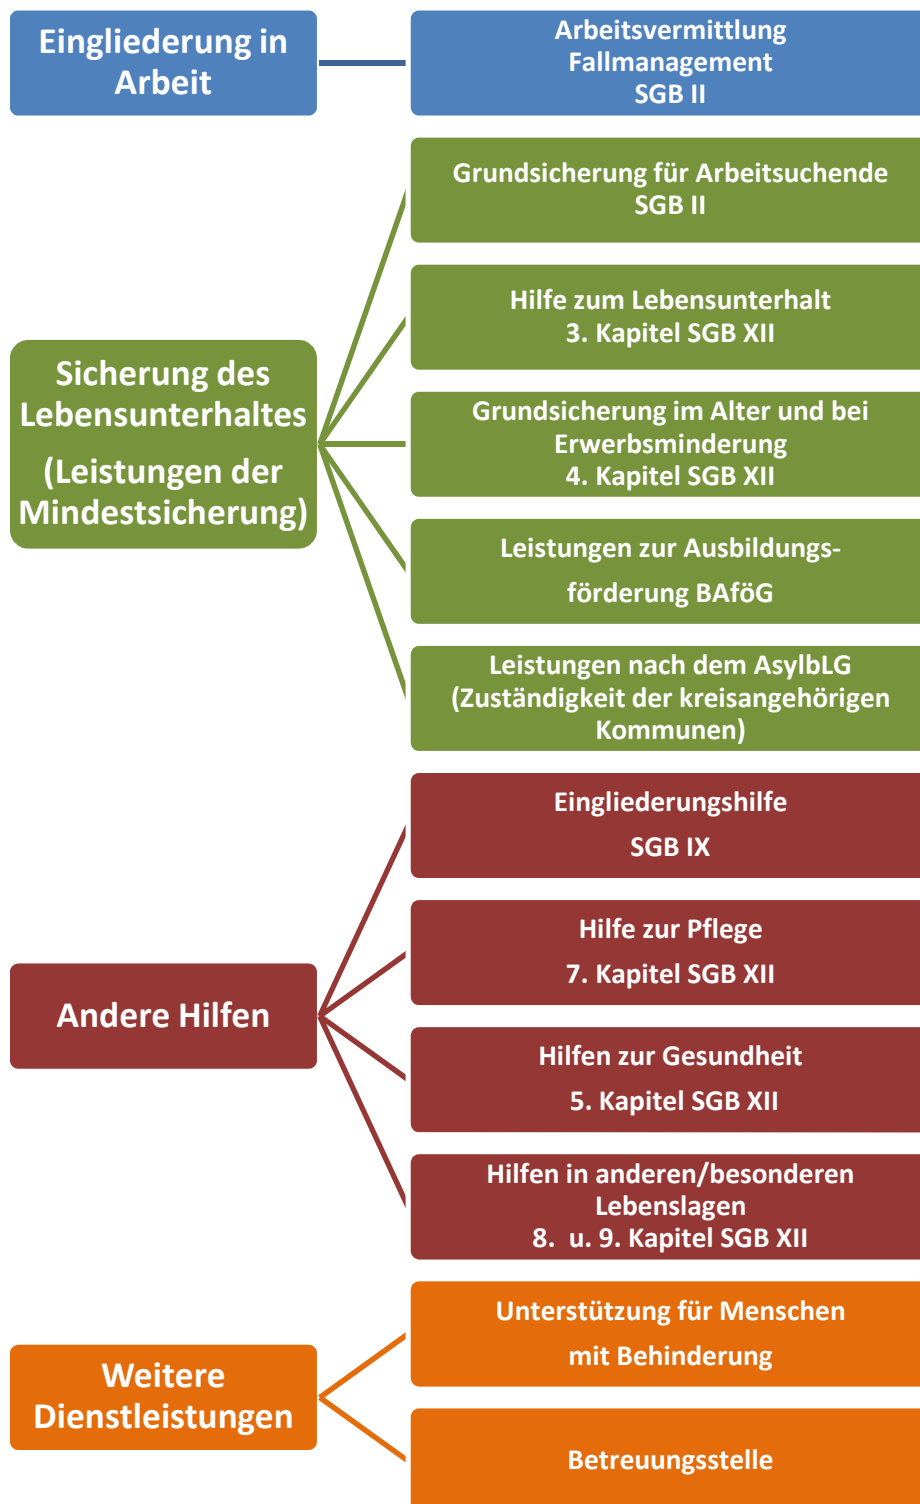 Eingliederung in
Arbeit
Arbeitsvermittlung
Fallmanagement
SGB II
Sicherung des
Lebensunterhaltes
(Leistungen der
Mindestsicherung)
Grundsicherung für Arbeitsuchende
SGB II
Hilfe zum Lebensunterhalt
3. Kapitel SGB XII
Grundsicherung im Alter und bei
Erwerbsminderung
4. Kapitel SGB XII
Leistungen zur Ausbildungs-
förderung BAföG
Leistungen nach dem AsylbLG
(Zuständigkeit der kreisangehörigen
Kommunen)
Andere Hilfen
Eingliederungshilfe
SGB IX
Hilfe zur Pflege
7. Kapitel SGB XII
Hilfen zur Gesundheit
5. Kapitel SGB XII
Hilfen in anderen/besonderen
Lebenslagen
8. u. 9. Kapitel SGB XII
Weitere
Dienstleistungen
Unterstützung für Menschen
mit Behinderung
Betreuungsstelle